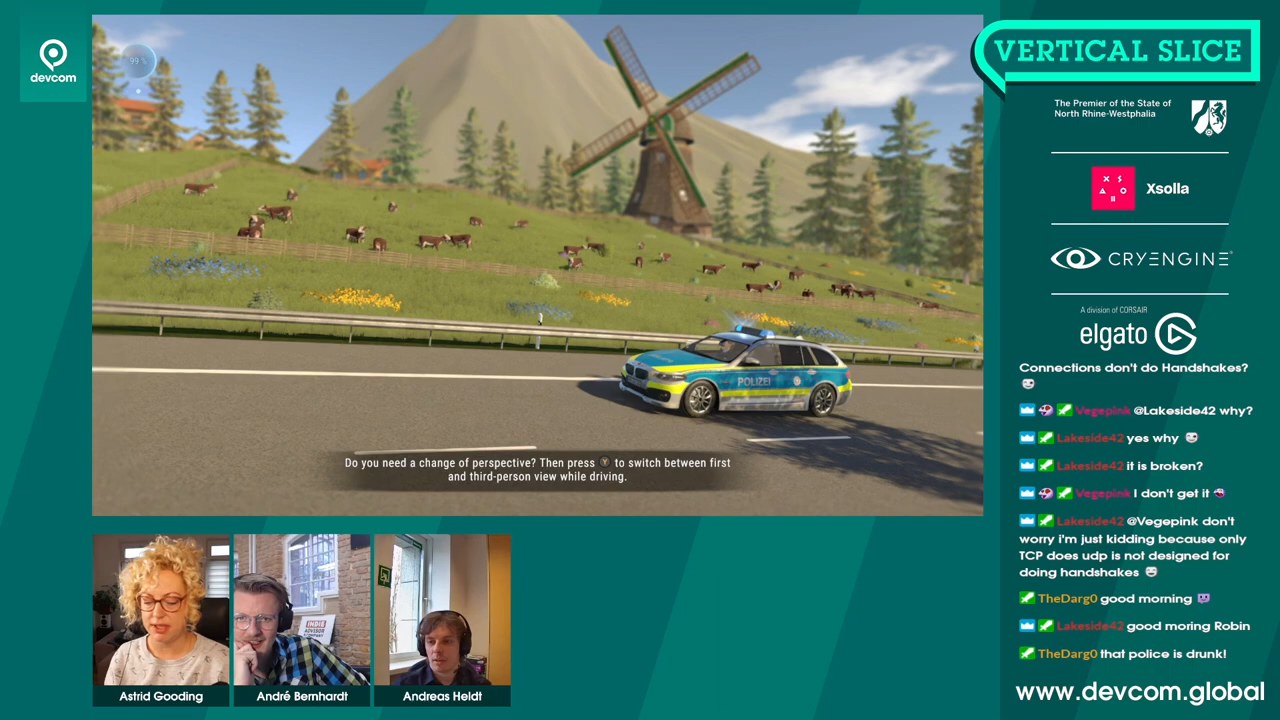 devcom
99 %
POLIZEI
Do you need a change of perspective? Then press Y to switch between first
and third-person view while driving.
INDIE
ADVISOR
Astrid Gooding
André Bernhardt
Andreas Heldt
VERTICAL SLICE
The Premier of the State of
North Rhine-Westphalia
Xsolla
CRYENGINE
A division of CORSAIR
elgato
Connections don't do Handshakes?
Vegepink @Lakeside42 why?
Lakeside42 yes why
Lakeside42 it is broken?
Vegepink I don't get it
Lakeside42 @Vegepink don't
worry i'm just kidding because only
TCP does udp is not designed for
doing handshakes
TheDarg0 good morning
Lakeside42 good moring Robin
TheDarg0 that police is drunk!
www.devcom.global